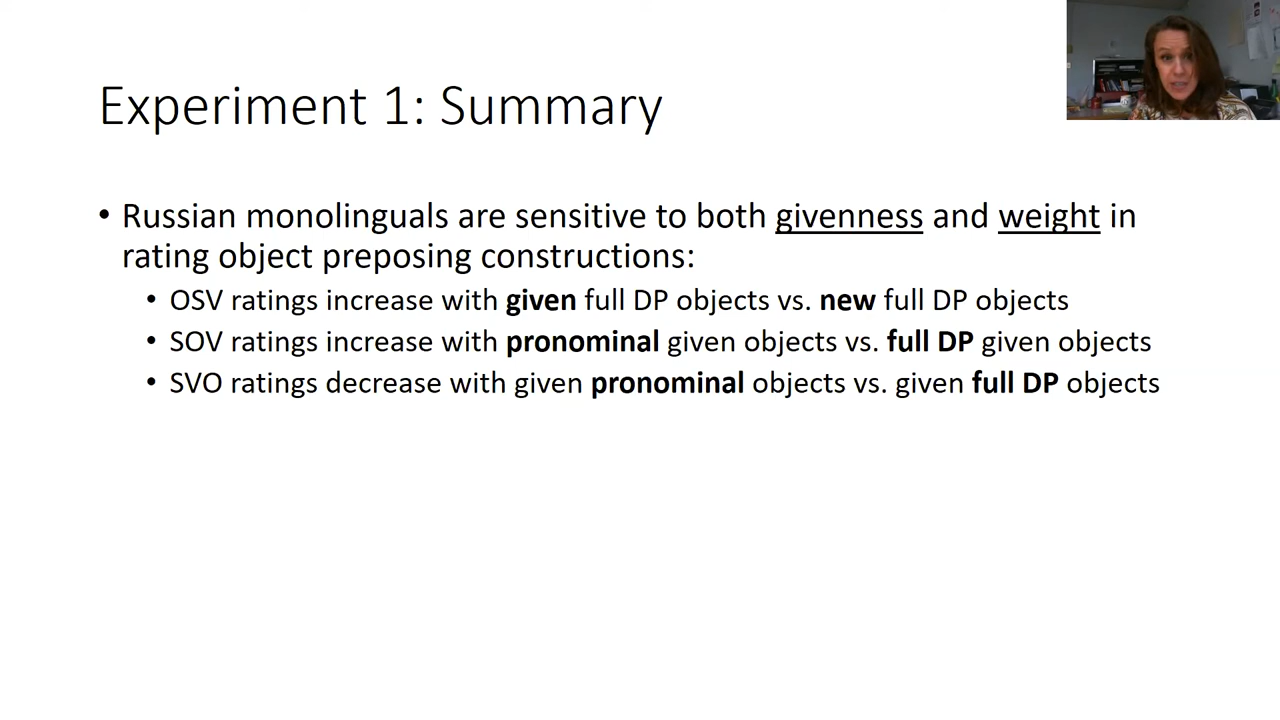 Experiment 1: Summary
• Russian monolinguals are sensitive to both givenness and weight in
rating object preposing constructions:
• OSV ratings increase with given full DP objects vs. new full DP objects
• SOV ratings increase with pronominal given objects vs. full DP given objects
• SVO ratings decrease with given pronominal objects vs. given full DP objects